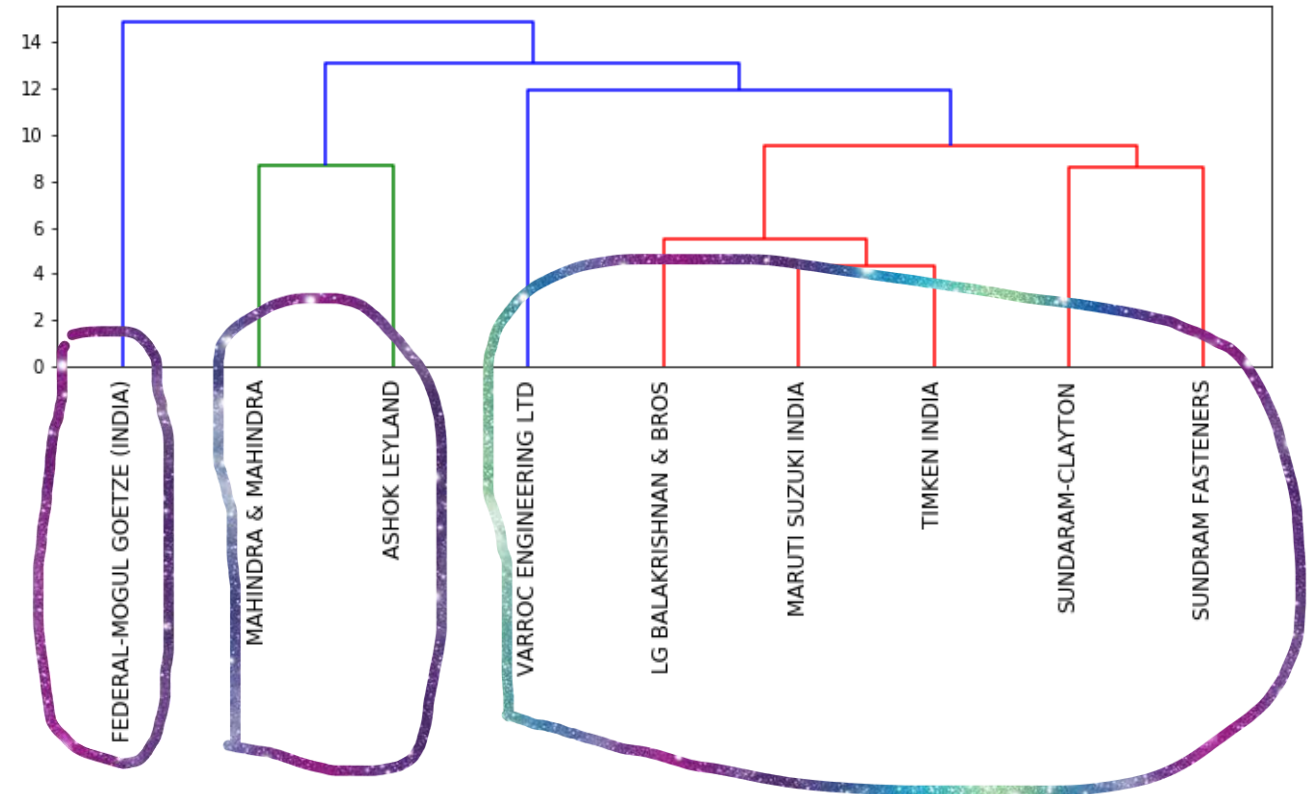 14
12
10
8
6
4
2
0
FEDERAL-MOGUL GOETZE (INDIA)
MAHINDRA & MAHINDRA
ASHOK LEYLAND
VARROC ENGINEERING LTD
LG BALAKRISHNAN & BROS
MARUTI SUZUKI INDIA
TIMKEN INDIA
SUNDARAM-CLAYTON
SUNDRAM FASTENERS